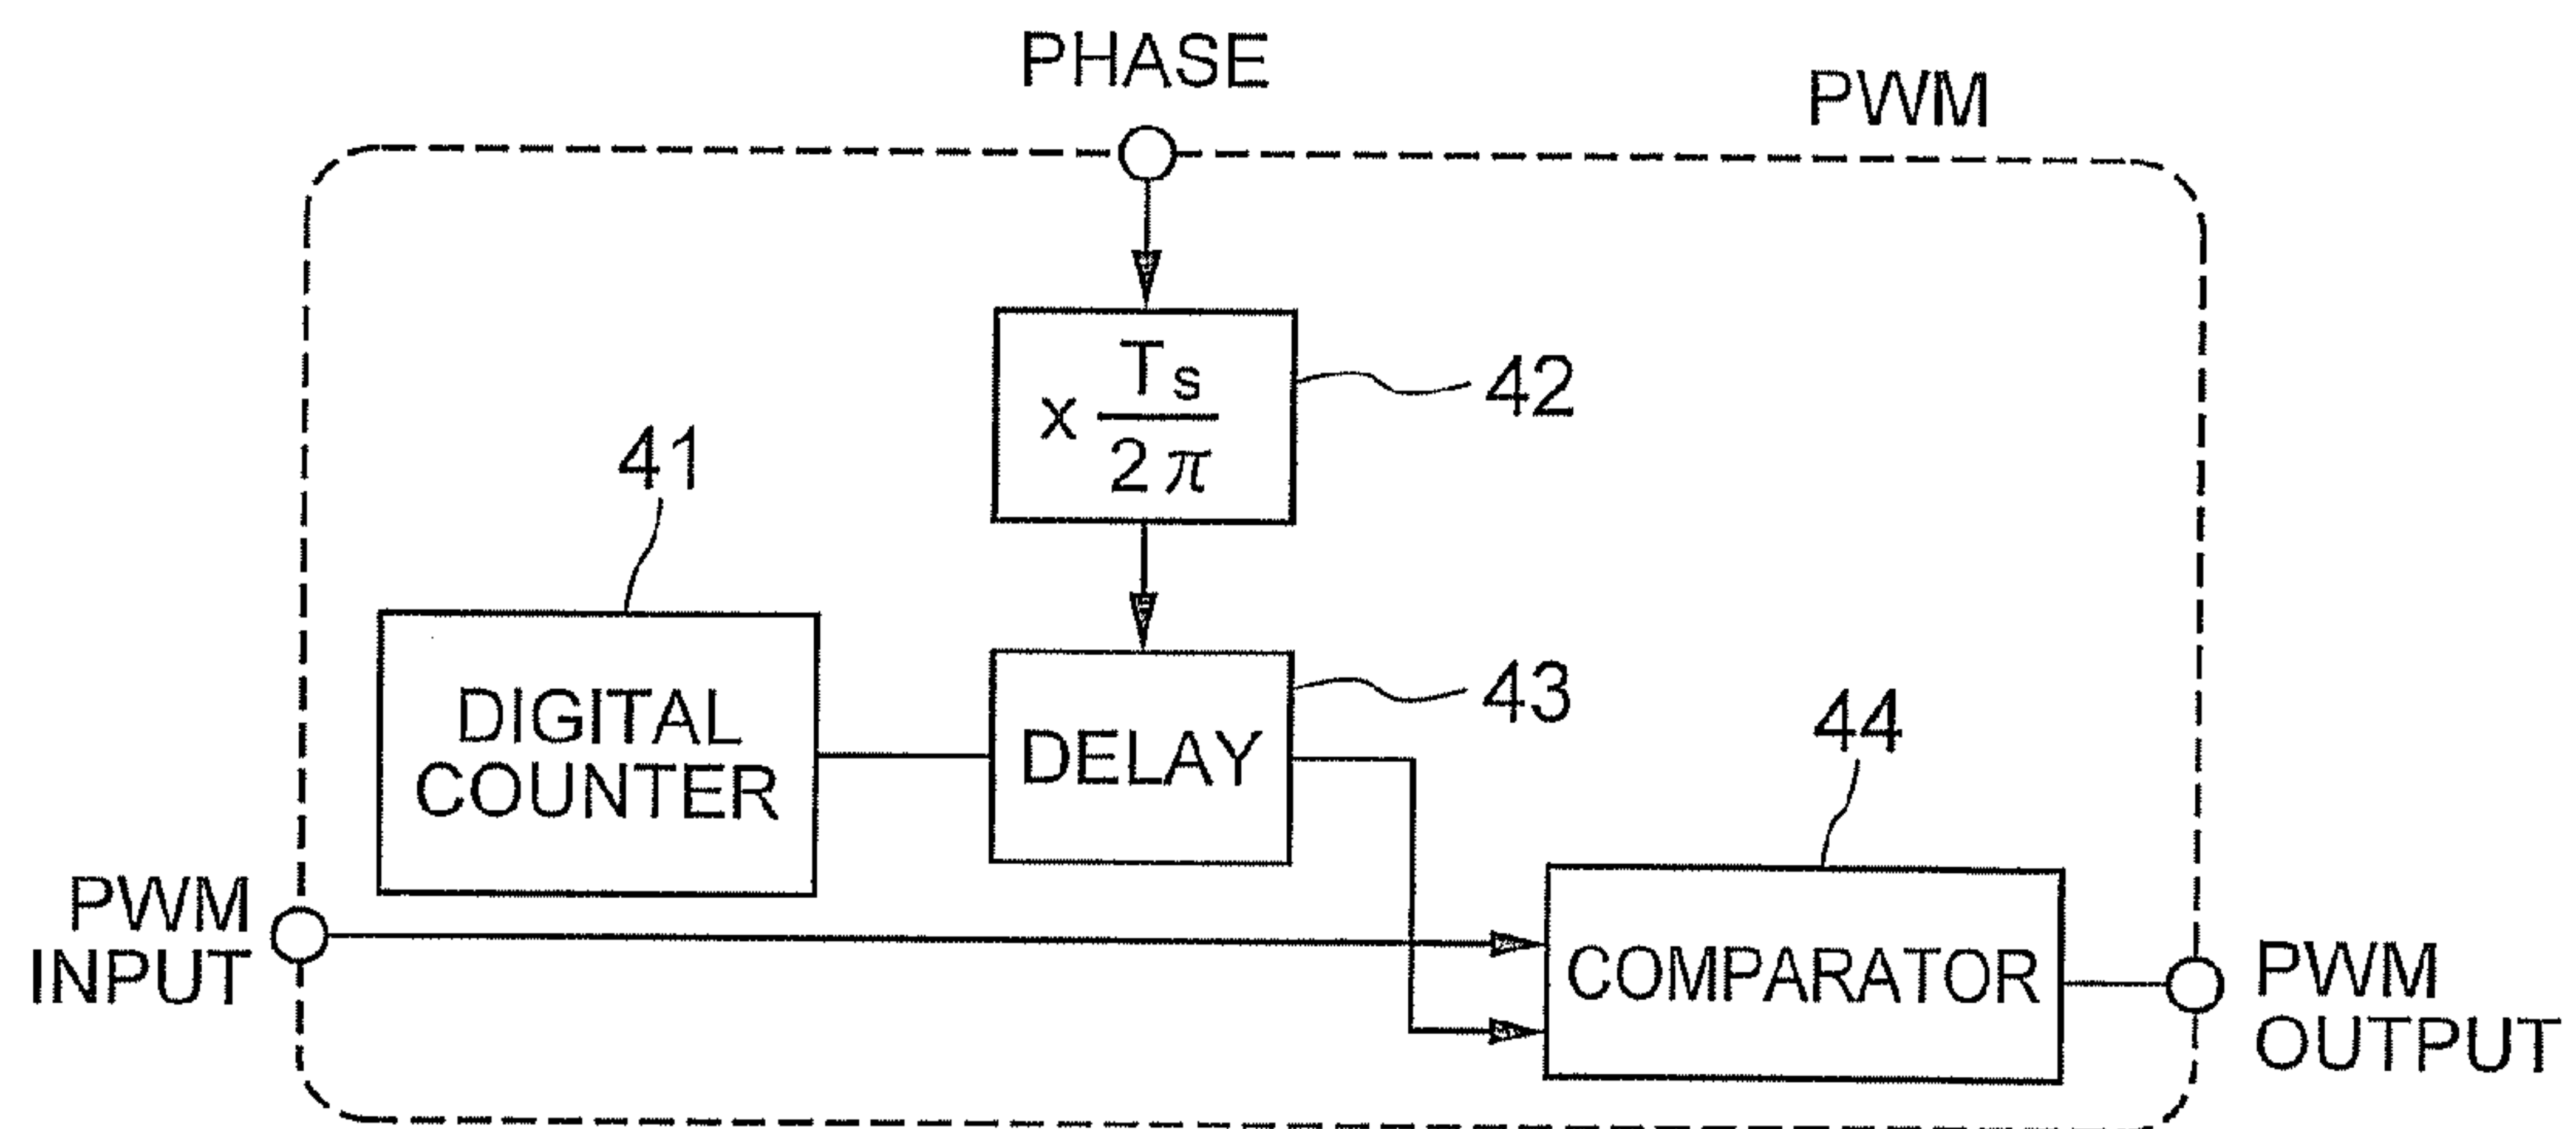 PHASE
PWM
× Ts
2π
42
41
DIGITAL
COUNTER
DELAY
43
44
PWM
INPUT
COMPARATOR
PWM
OUTPUT